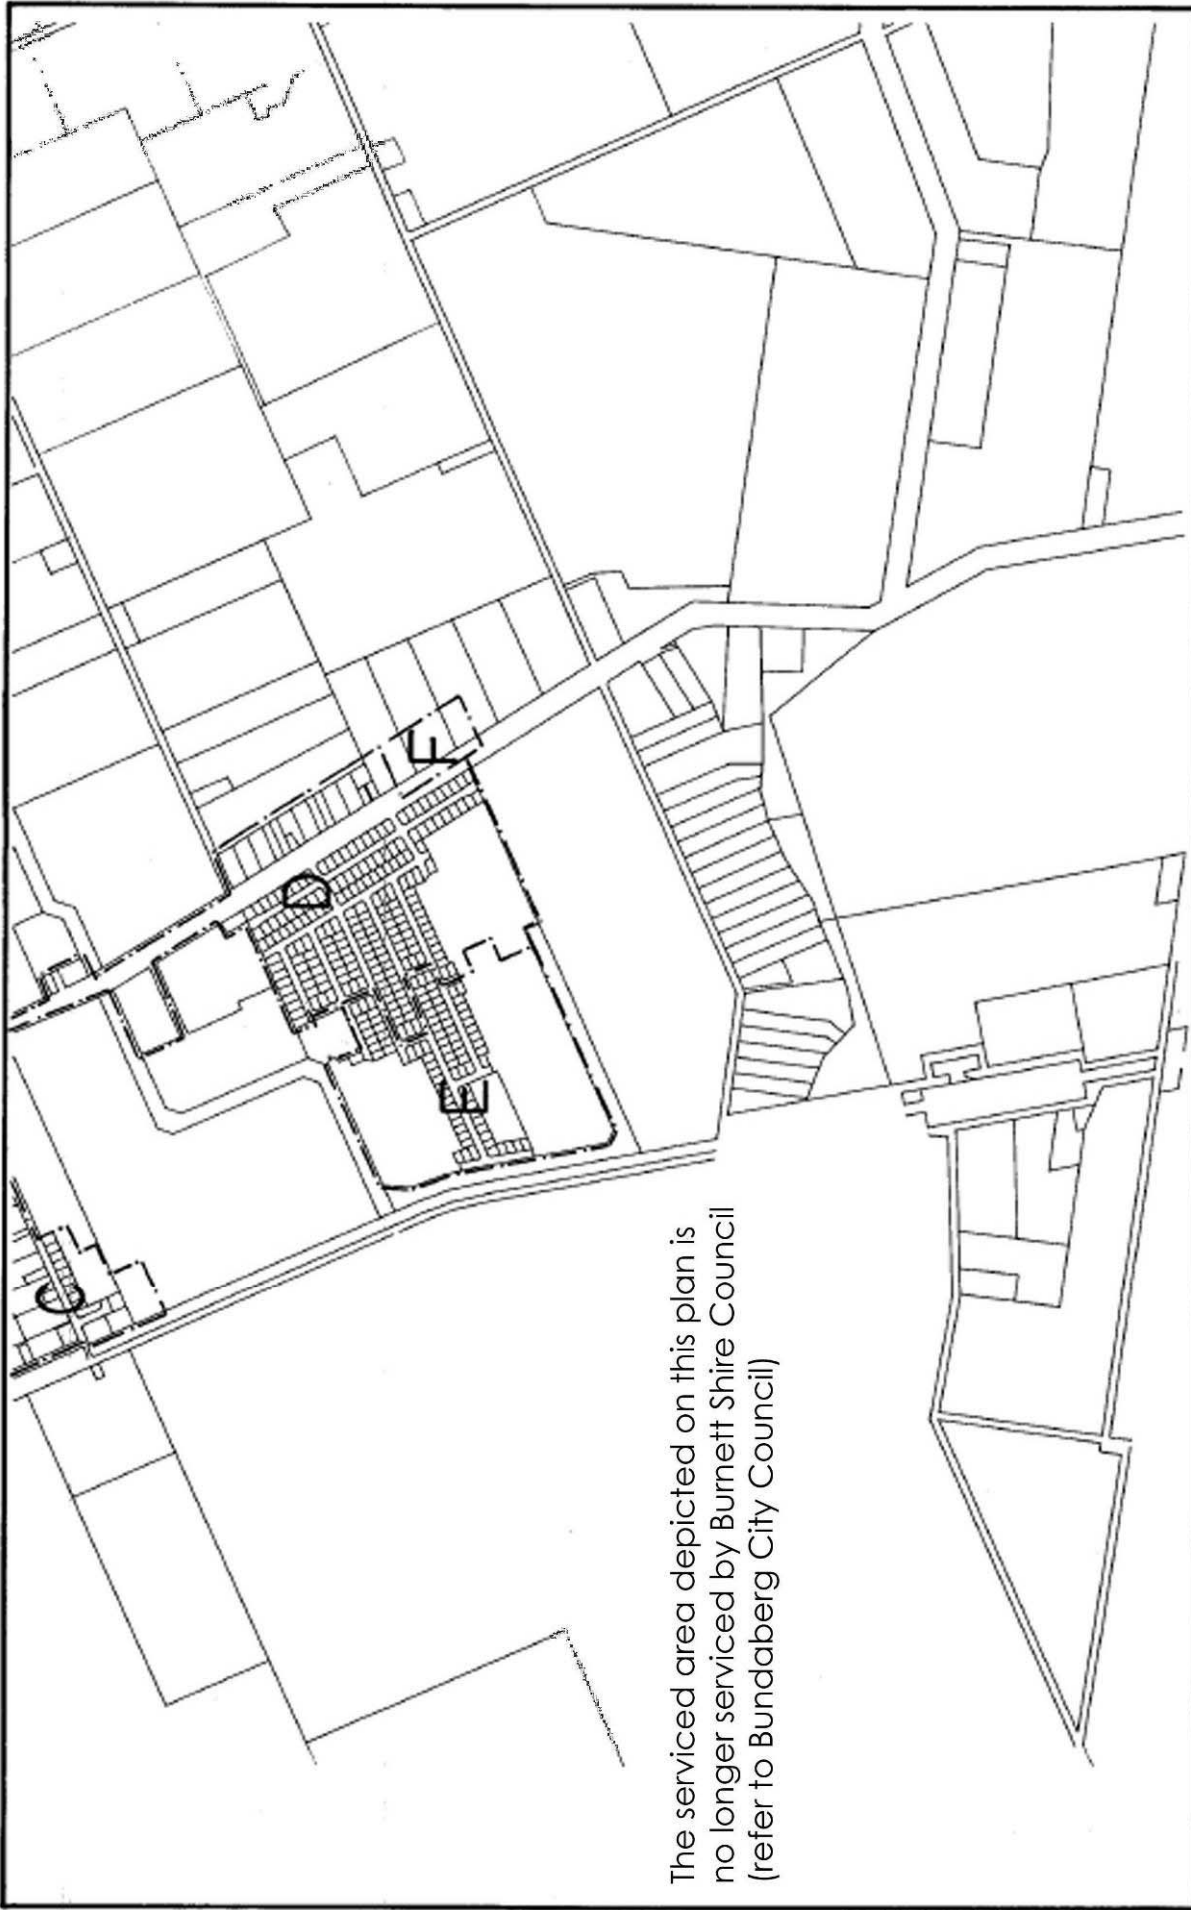 C
D
E
F
The serviced area depicted on this plan is
no longer serviced by Burnett Shire Council
(refer to Bundaberg City Council)